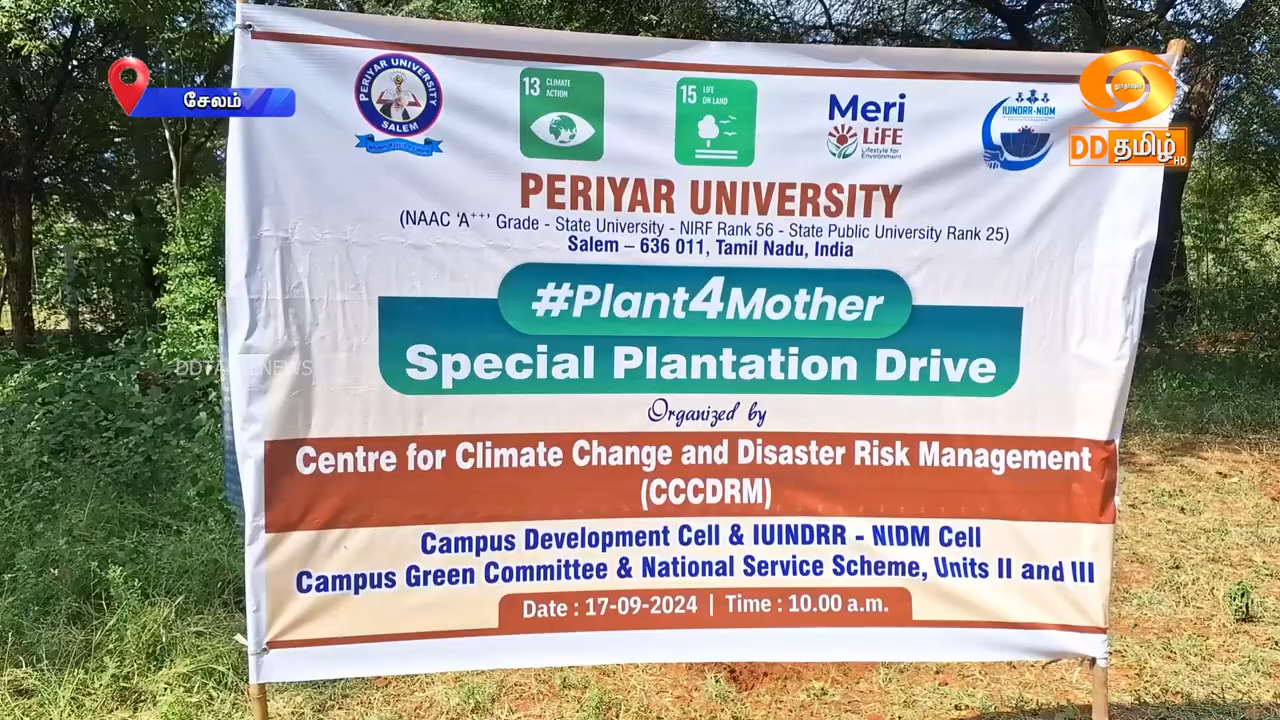 சேலம்
PERIYAR UNIVERSITY
SALEM
13 CLIMATE
ACTION
15 LIFE
ON LAND
Meri
LiFE
Lifestyle for
Environment
IUINDRR-NIDM
DD தமிழ் HD
PERIYAR UNIVERSITY
(NAAC 'A++' Grade - State University - NIRF Rank 56 - State Public University Rank 25)
Salem – 636 011, Tamil Nadu, India
#Plant4Mother
Special Plantation Drive
DD TAMIL NEWS
Organized by
Centre for Climate Change and Disaster Risk Management
(CCCDRM)
Campus Development Cell & IUINDRR - NIDM Cell
Campus Green Committee & National Service Scheme, Units II and III
Date : 17-09-2024 | Time : 10.00 a.m.